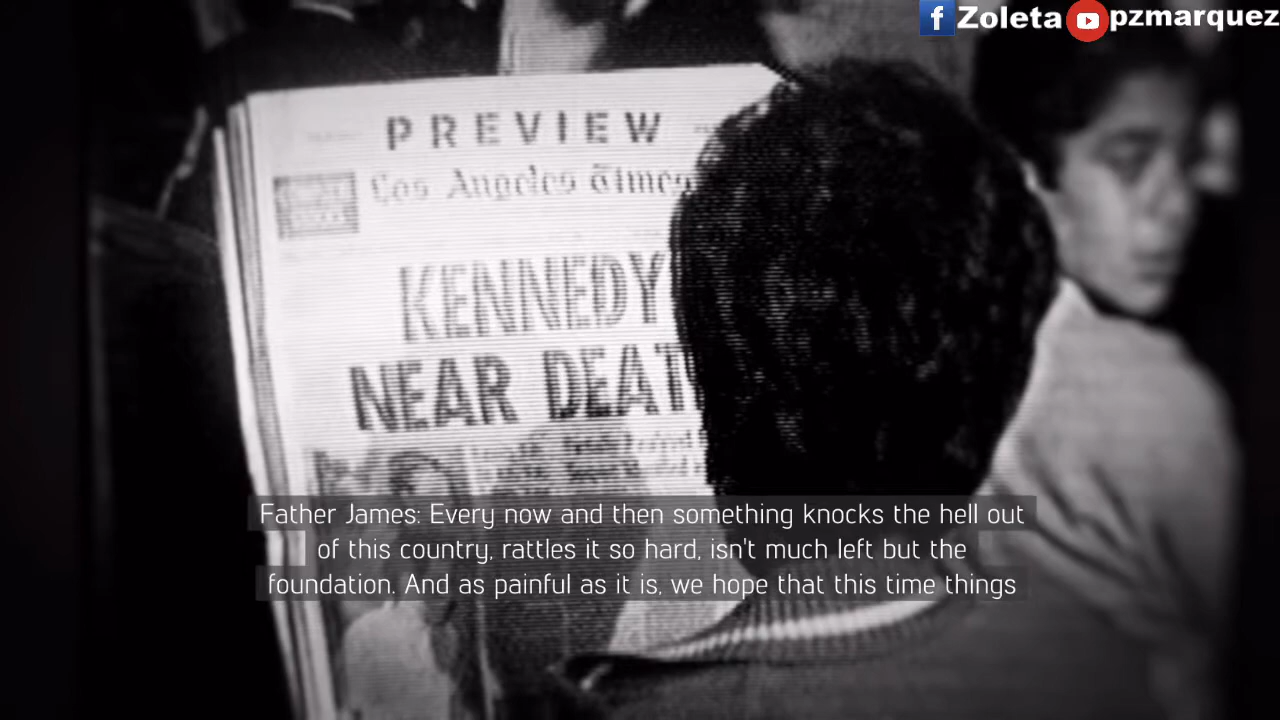 Zoleta pzmarquez
PREVIEW
Los Angeles Times
KENNEDY
NEAR DEAT
Father James: Every now and then something knocks the hell out
of this country, rattles it so hard, isn't much left but the
foundation. And as painful as it is, we hope that this time things